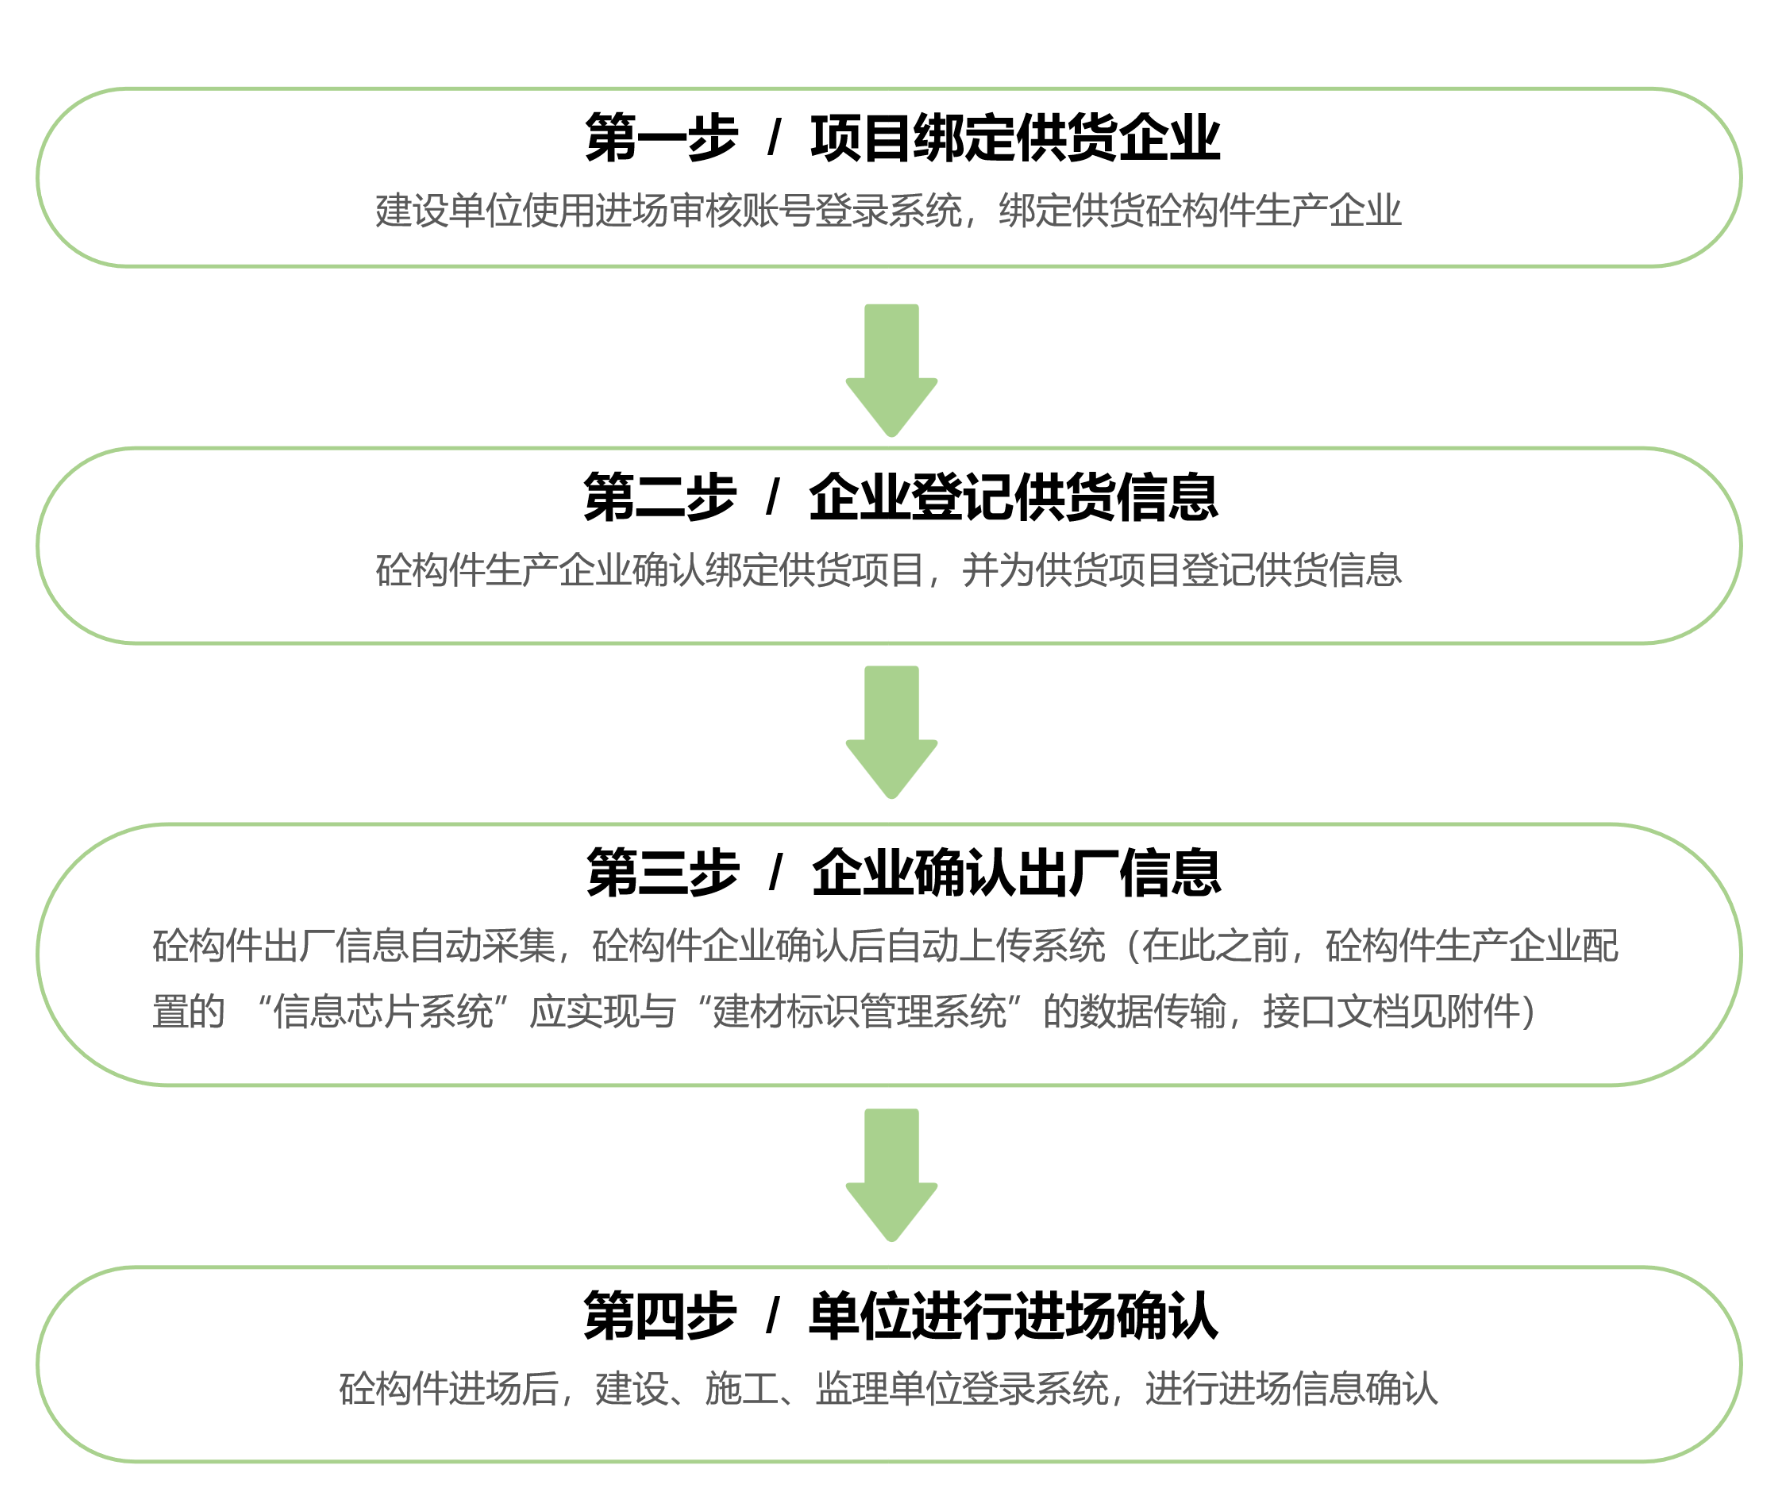 第一步 / 项目绑定供货企业
建设单位使用进场审核账号登录系统，绑定供货砼构件生产企业
第二步 / 企业登记供货信息
砼构件生产企业确认绑定供货项目，并为供货项目登记供货信息
第三步 / 企业确认出厂信息
砼构件出厂信息自动采集，砼构件企业确认后自动上传系统（在此之前，砼构件生产企业配
置的 “信息芯片系统”应实现与“建材标识管理系统”的数据传输，接口文档见附件）
第四步 / 单位进行进场确认
砼构件进场后，建设、施工、监理单位登录系统，进行进场信息确认